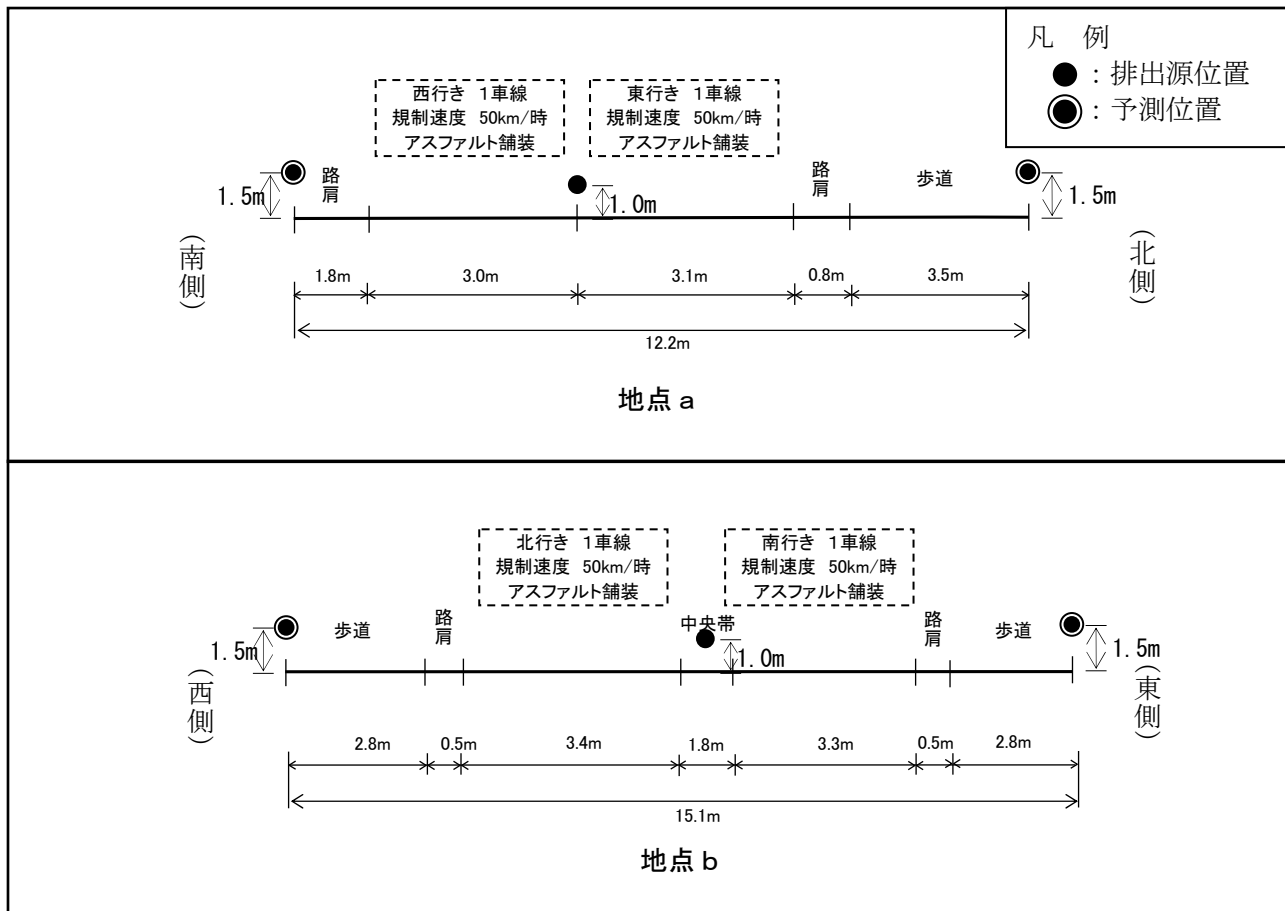 凡 例
● : 排出源位置
◉ : 予測位置
西行き 1車線
規制速度 50km/時
アスファルト舗装
東行き 1車線
規制速度 50km/時
アスファルト舗装
路肩
路肩
歩道
1.5m
1.0m
1.5m
(南側)
(北側)
1.8m
3.0m
3.1m
0.8m
3.5m
12.2m
地点 a
北行き 1車線
規制速度 50km/時
アスファルト舗装
南行き 1車線
規制速度 50km/時
アスファルト舗装
歩道
路肩
中央帯
路肩
歩道
1.5m
1.0m
1.5m
(西側)
(東側)
2.8m
0.5m
3.4m
1.8m
3.3m
0.5m
2.8m
15.1m
地点 b